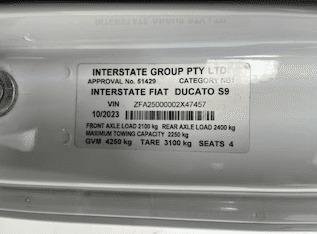 INTERSTATE GROUP PTY LTD
APPROVAL No. 51429 CATEGORY NB1
INTERSTATE FIAT DUCATO S9
VIN ZFA25000002X47457
10/2023
FRONT AXLE LOAD 2100 kg REAR AXLE LOAD 2400 kg
MAXIMUM TOWING CAPACITY 2250 kg
GVM 4250 kg TARE 3100 kg SEATS 4